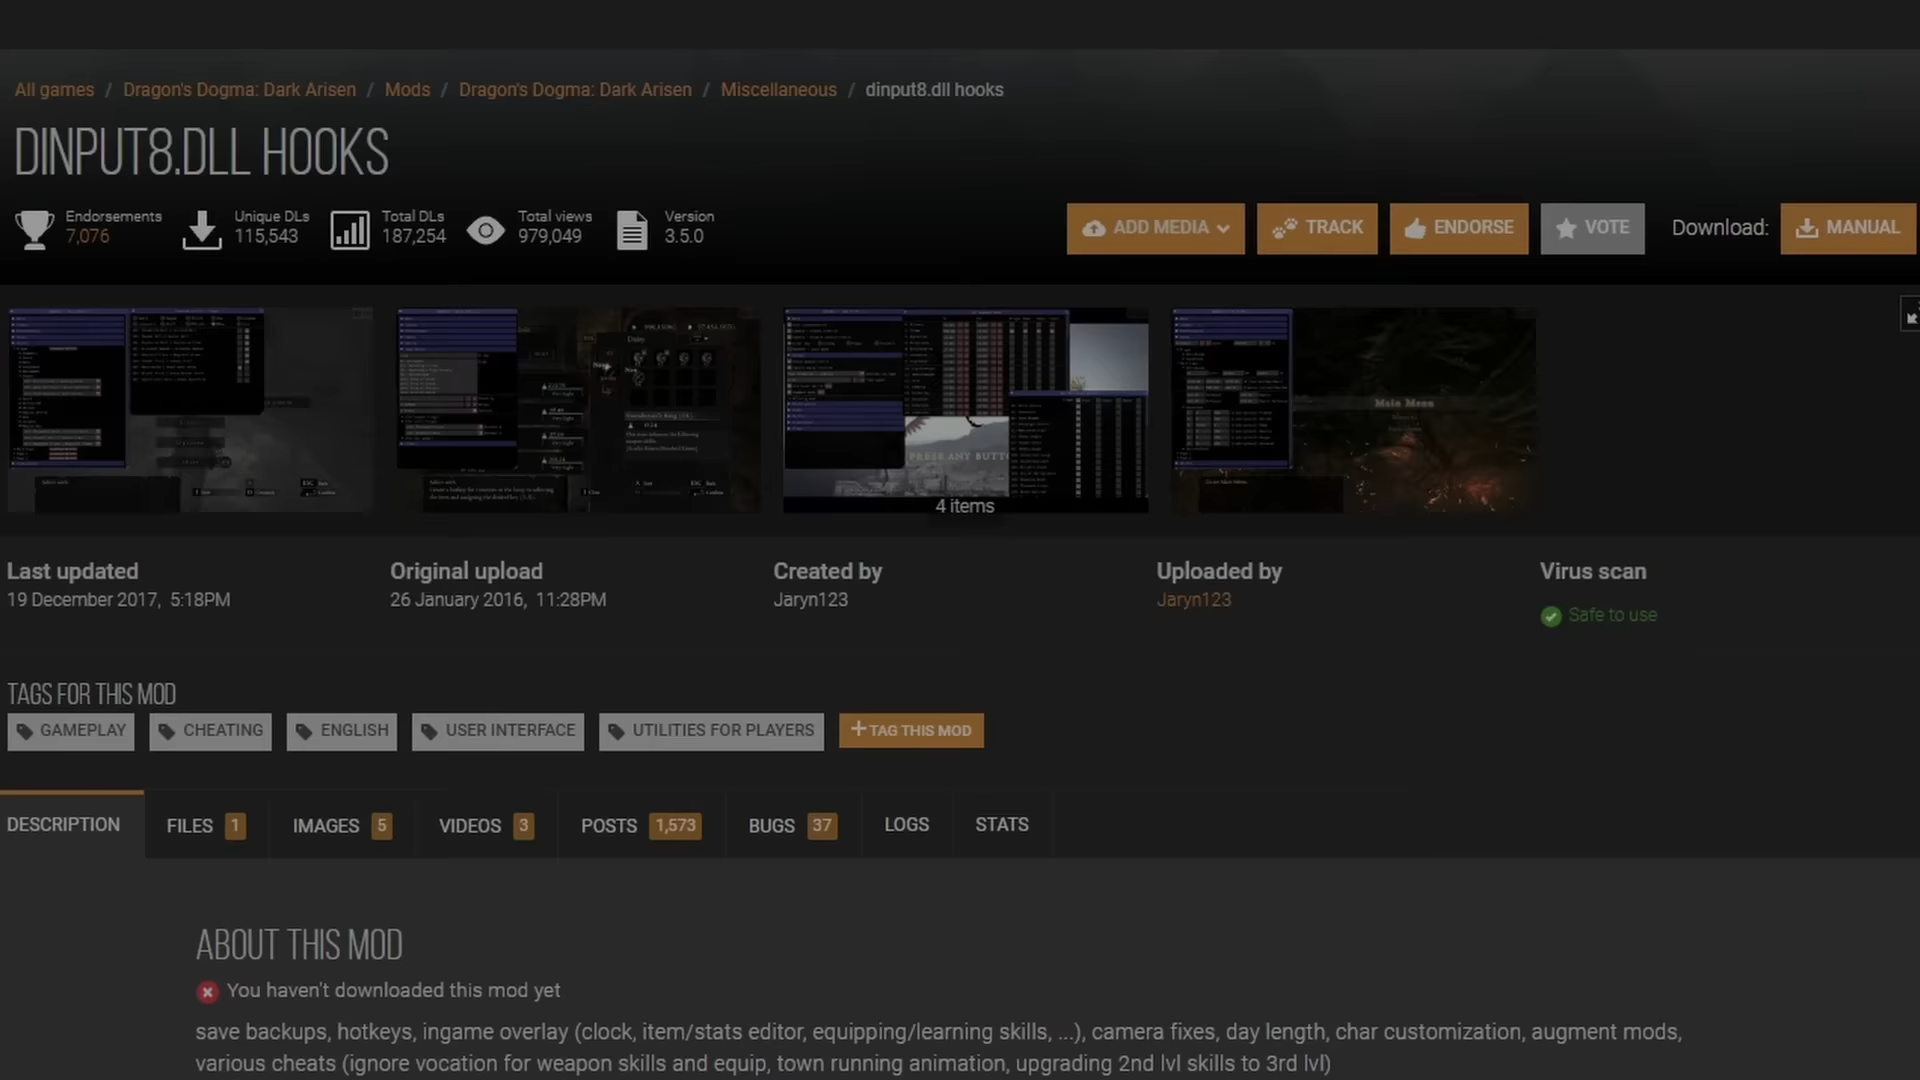 All games / Dragon's Dogma: Dark Arisen / Mods / Dragon's Dogma: Dark Arisen / Miscellaneous / dinput8.dll hooks
DINPUT8.DLL HOOKS
Endorsements Unique DLs Total DLs Total views Version
7,076 115,543 187,254 979,049 3.5.0
ADD MEDIA TRACK ENDORSE VOTE Download: MANUAL
Main Menu
PRESS ANY BUTTO
4 items
Last updated Original upload Created by Uploaded by Virus scan
19 December 2017, 5:18PM 26 January 2016, 11:28PM Jaryn123 Jaryn123 Safe to use
TAGS FOR THIS MOD
GAMEPLAY CHEATING ENGLISH USER INTERFACE UTILITIES FOR PLAYERS +TAG THIS MOD
DESCRIPTION FILES 1 IMAGES 5 VIDEOS 3 POSTS 1,573 BUGS 37 LOGS STATS
ABOUT THIS MOD
You haven't downloaded this mod yet
save backups, hotkeys, ingame overlay (clock, item/stats editor, equipping/learning skills, ...), camera fixes, day length, char customization, augment mods,
various cheats (ignore vocation for weapon skills and equip, town running animation, upgrading 2nd lvl skills to 3rd lvl)